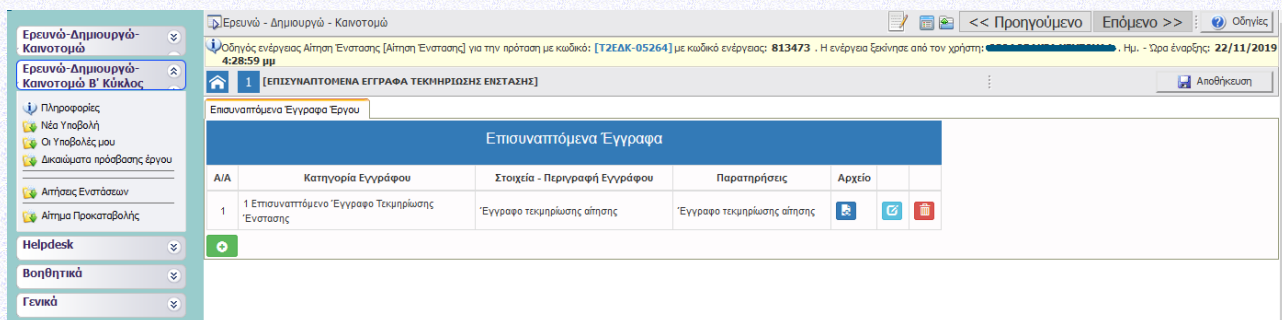 Ερευνώ - Δημιουργώ - Καινοτομώ
<< Προηγούμενο
Επόμενο >>
Οδηγίες
Ερευνώ-Δημιουργώ-
Καινοτομώ
Ερευνώ-Δημιουργώ-
Καινοτομώ Β' Κύκλος
Πληροφορίες
Νέα Υποβολή
Οι Υποβολές μου
Δικαιώματα πρόσβασης έργου
Αιτήσεις Ενστάσεων
Αίτημα Προκαταβολής
Helpdesk
Βοηθητικά
Γενικά
Οδηγός ενέργειας Αίτηση Ένστασης [Αίτηση Ένστασης] για την πρόταση με κωδικό: [Τ2ΕΔΚ-05264] με κωδικό ενέργειας: 813473 . Η ενέργεια ξεκίνησε από τον χρήστη: , Ημ. - Ώρα έναρξης: 22/11/2019
4:28:59 μμ
1 [ΕΠΙΣΥΝΑΠΤΟΜΕΝΑ ΕΓΓΡΑΦΑ ΤΕΚΜΗΡΙΩΣΗΣ ΕΝΣΤΑΣΗΣ]
Αποθήκευση
Επισυναπτόμενα Έγγραφα Έργου
Επισυναπτόμενα Έγγραφα
Α/Α Κατηγορία Εγγράφου Στοιχεία - Περιγραφή Εγγράφου Παρατηρήσεις Αρχείο
1 1 Επισυναπτόμενο Έγγραφο Τεκμηρίωσης
Ένστασης
Έγγραφο τεκμηρίωσης αίτησης Έγγραφο τεκμηρίωσης αίτησης